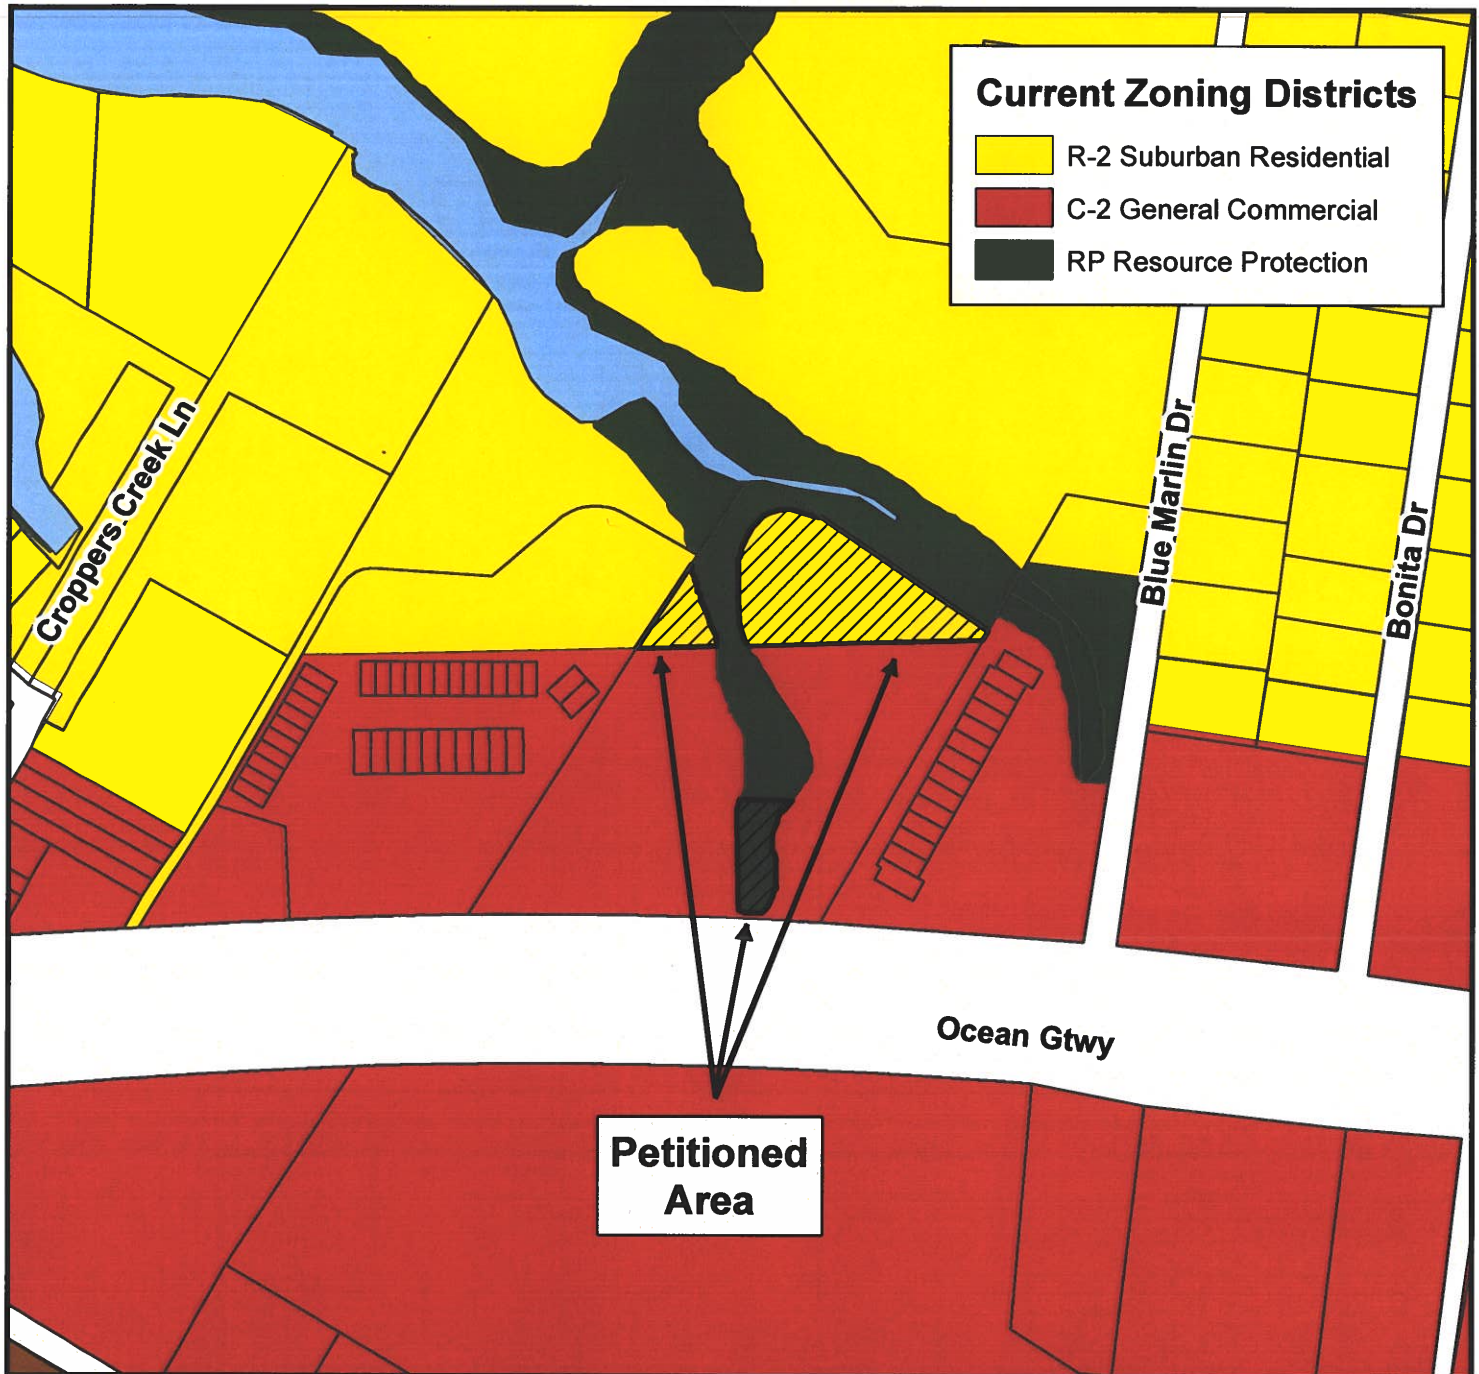 Current Zoning Districts
R-2 Suburban Residential
C-2 General Commercial
RP Resource Protection
Croppers Creek Ln
Blue Marlin Dr
Bonita Dr
Ocean Gtwy
Petitioned
Area